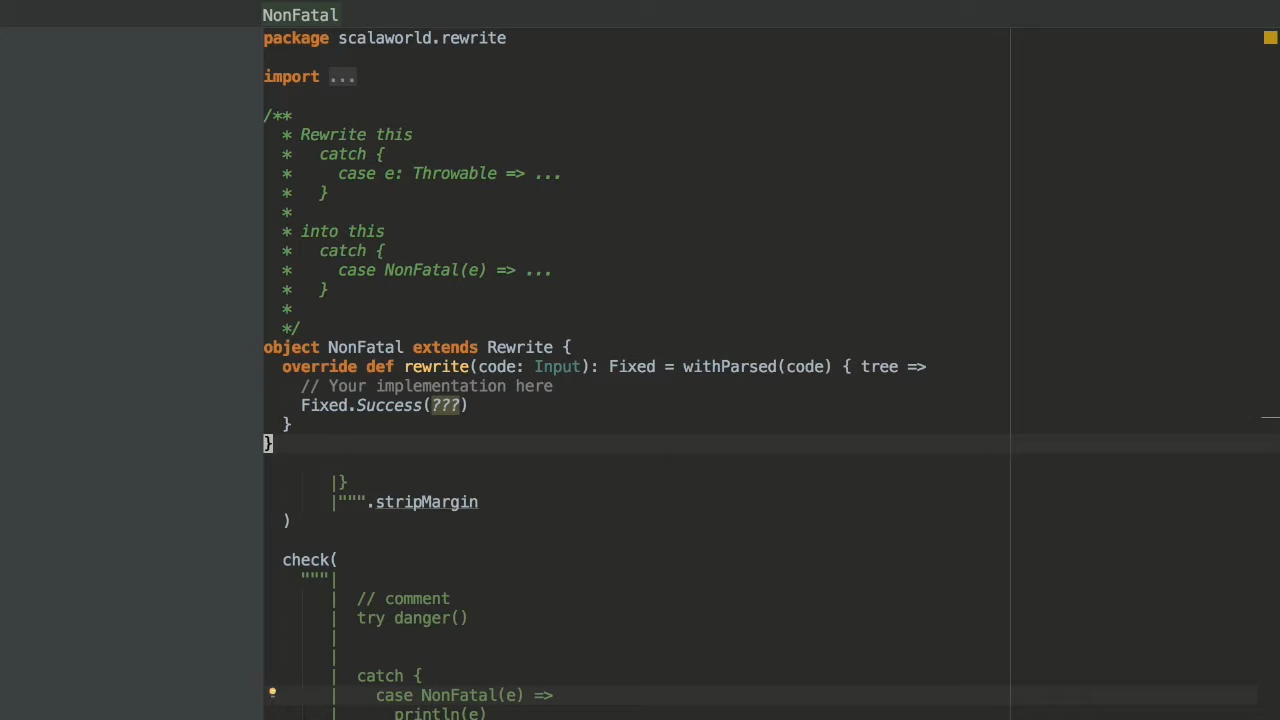 NonFatal
package scalaworld.rewrite
import ...
/**
* Rewrite this
catch {
* case e: Throwable => ...
* }
*
* into this
* catch {
* case NonFatal(e) => ...
* }
*
*/
object NonFatal extends Rewrite {
override def rewrite(code: Input): Fixed = withParsed(code) { tree =>
// Your implementation here
Fixed.Success(???)
}
}
|}
|""".stripMargin
)
check(
"""|
| // comment
| try danger()
|
|
| catch {
| case NonFatal(e) =>
| println(e)